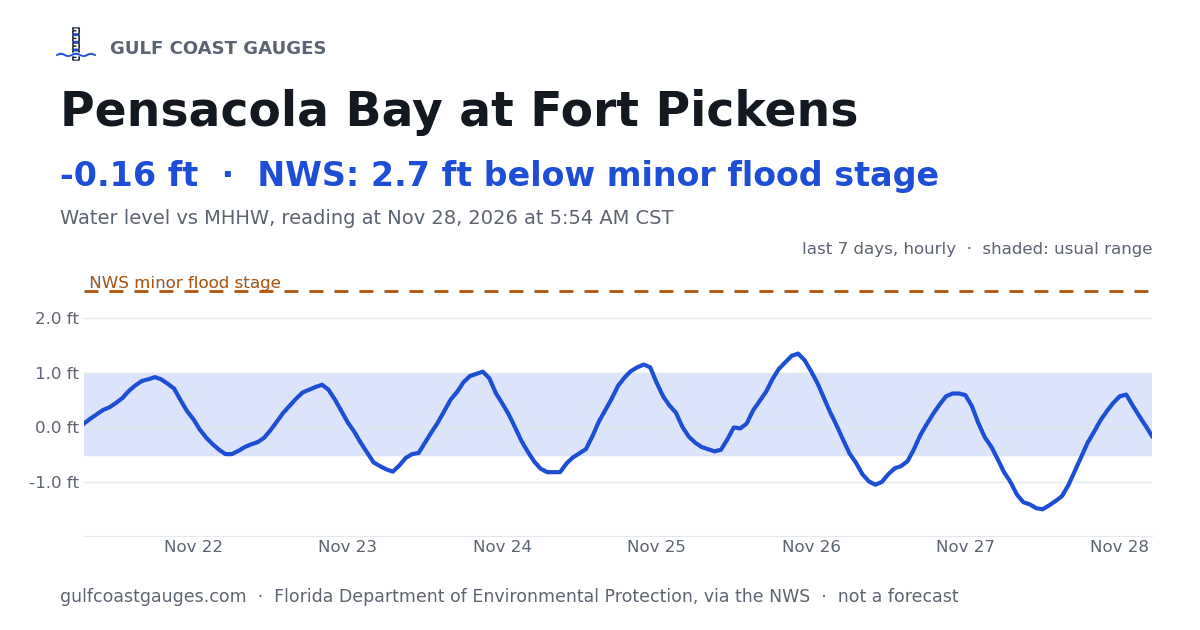 GULF COAST GAUGES
Pensacola Bay at Fort Pickens
-0.16 ft · NWS: 2.7 ft below minor flood stage
Water level vs MHHW, reading at Nov 28, 2026 at 5:54 AM CST
last 7 days, hourly · shaded: usual range
NWS minor flood stage
2.0 ft
1.0 ft
0.0 ft
-1.0 ft
Nov 22 Nov 23 Nov 24 Nov 25 Nov 26 Nov 27 Nov 28
gulfcoastgauges.com · Florida Department of Environmental Protection, via the NWS · not a forecast